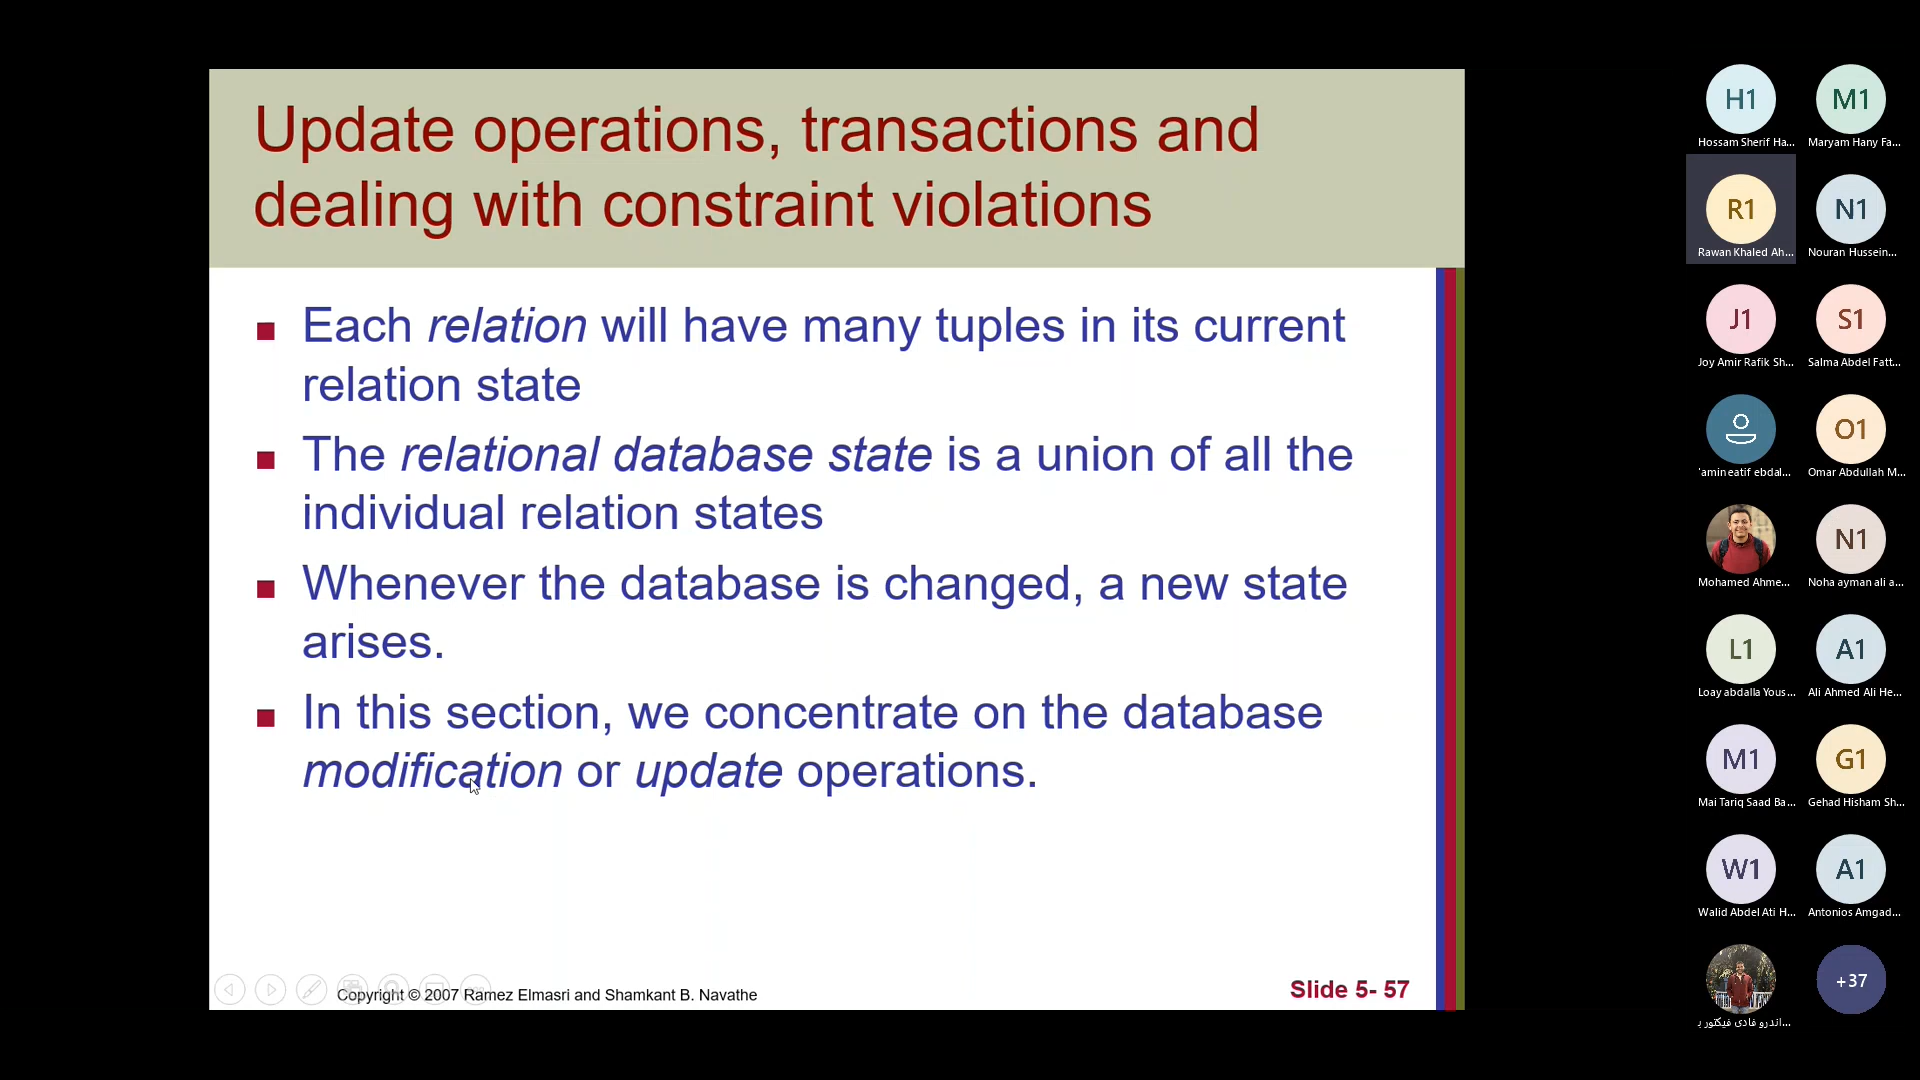 Update operations, transactions and
dealing with constraint violations
Each relation will have many tuples in its current
relation state
The relational database state is a union of all the
individual relation states
Whenever the database is changed, a new state
arises.
In this section, we concentrate on the database
modification or update operations.
Copyright © 2007 Ramez Elmasri and Shamkant B. Navathe
Slide 5- 57
H1
M1
Hossam Sherif Ha...
Maryam Hany Fa...
R1
N1
Rawan Khaled Ah...
Nouran Hussein...
J1
S1
Joy Amir Rafik Sh...
Salma Abdel Fatt...
O1
'amin eatif ebdal...
Omar Abdullah M...
N1
Mohamed Ahme...
Noha ayman ali a...
L1
A1
Loay abdalla Yous...
Ali Ahmed Ali He...
M1
G1
Mai Tariq Saad Ba...
Gehad Hisham Sh...
W1
A1
Walid Abdel Ati H...
Antonios Amgad...
+37
اندرو فادى فيكتور ب...